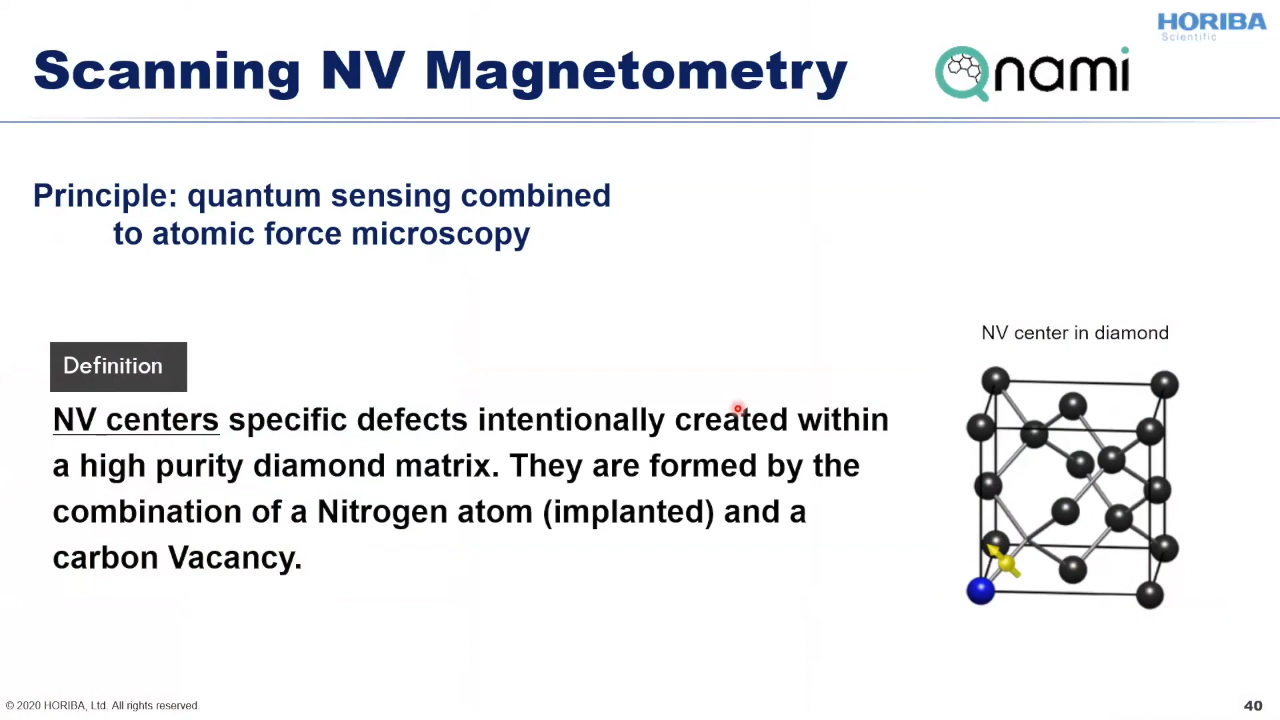 HORIBA
Scientific
Scanning NV Magnetometry
Qnami
Principle: quantum sensing combined
to atomic force microscopy
NV center in diamond
Definition
NV centers specific defects intentionally created within
a high purity diamond matrix. They are formed by the
combination of a Nitrogen atom (implanted) and a
carbon Vacancy.
© 2020 HORIBA, Ltd. All rights reserved.
40